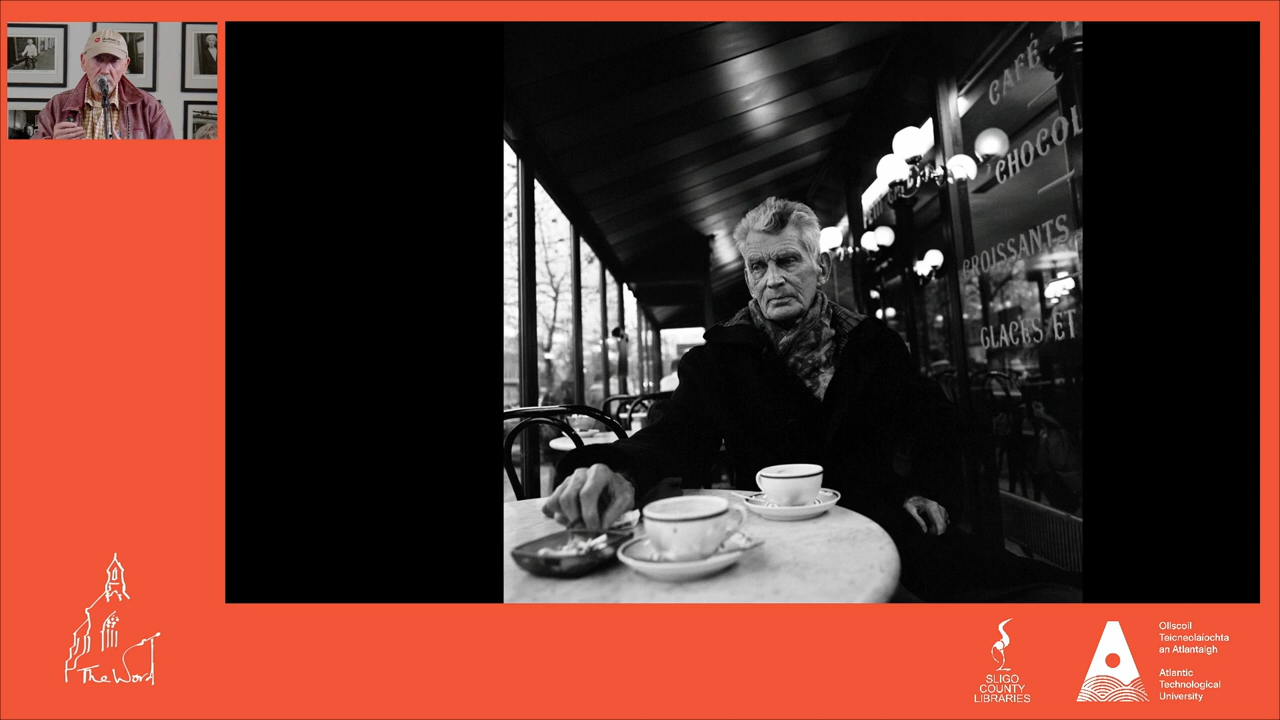 CAFÉ
CHOCOL
CROISSANTS
GLACES ET
The Word
SLIGO
COUNTY
LIBRARIES
Ollscoil
Teicneolaíochta
an Atlantaigh
Atlantic
Technological
University